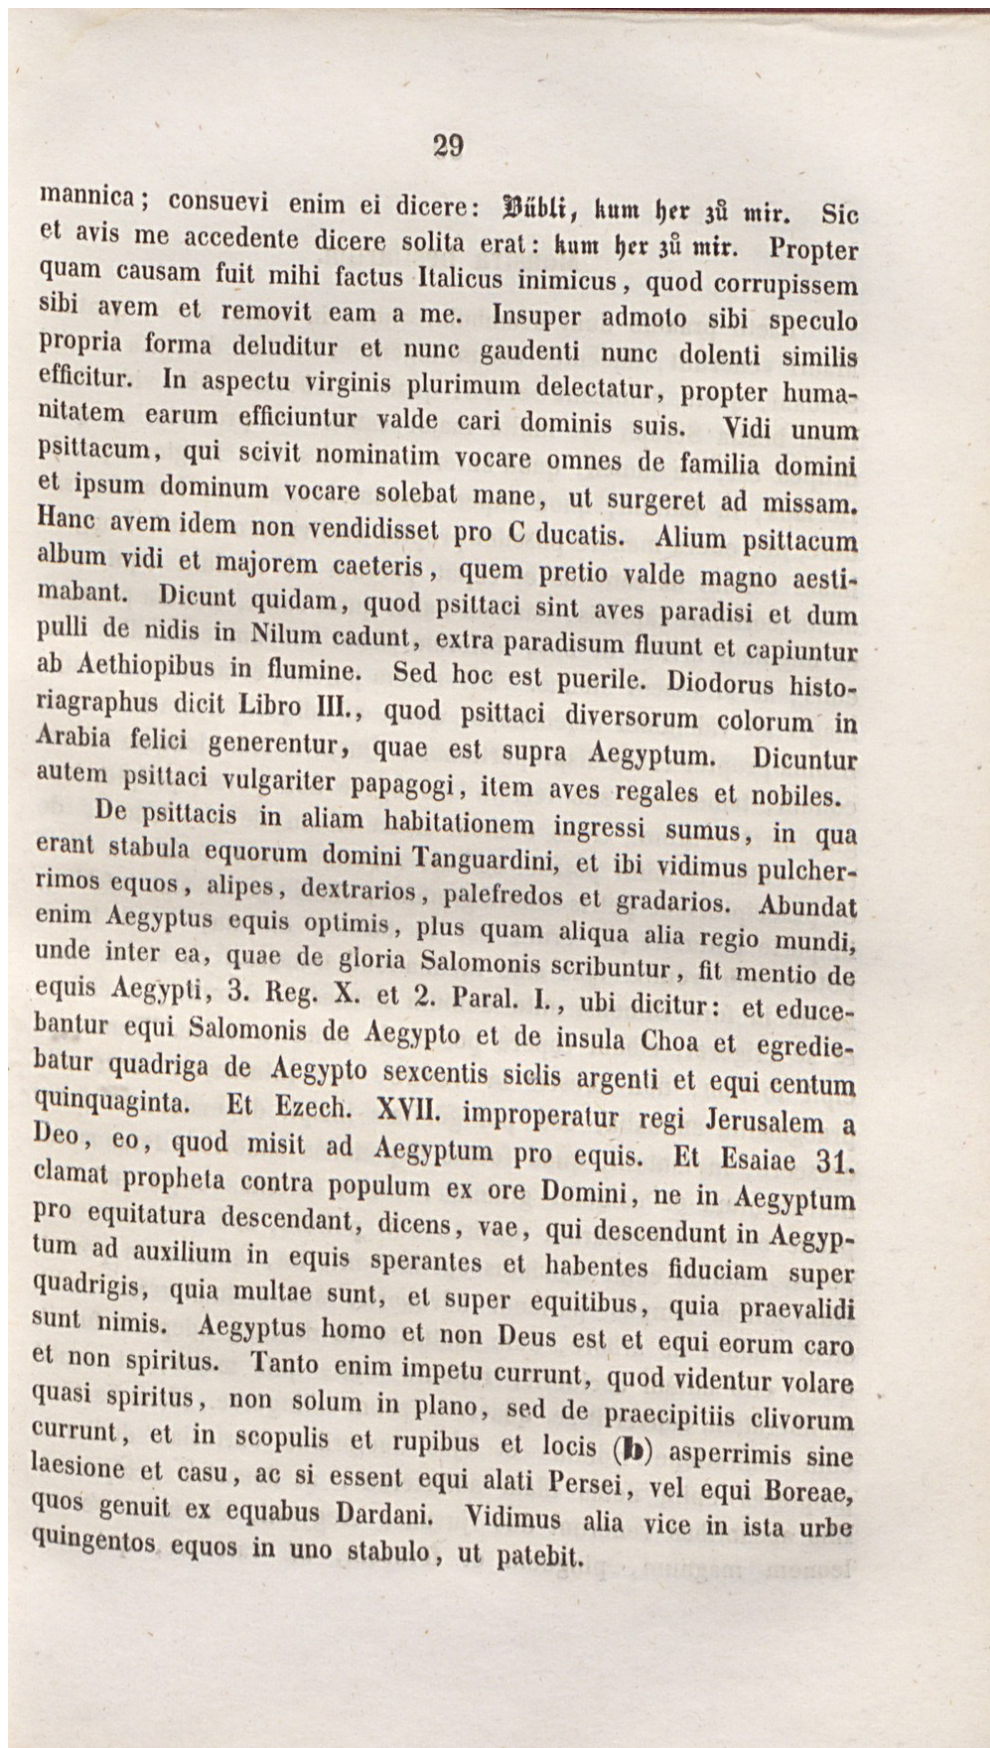 29
mannica; consuevi enim ei dicere: Bübli, kum her zů mir. Sic
et avis me accedente dicere solita erat: kum her zů mir. Propter
quam causam fuit mihi factus Italicus inimicus, quod corrupissem
sibi avem et removit eam a me. Insuper admoto sibi speculo
propria forma deluditur et nunc gaudenti nunc dolenti similis
efficitur. In aspectu virginis plurimum delectatur, propter huma-
nitatem earum efficiuntur valde cari dominis suis. Vidi unum
psittacum, qui scivit nominatim vocare omnes de familia domini
et ipsum dominum vocare solebat mane, ut surgeret ad missam.
Hanc avem idem non vendidisset pro C ducatis. Alium psittacum
album vidi et majorem caeteris, quem pretio valde magno aesti-
mabant. Dicunt quidam, quod psittaci sint aves paradisi et dum
pulli de nidis in Nilum cadunt, extra paradisum fluunt et capiuntur
ab Aethiopibus in flumine. Sed hoc est puerile. Diodorus histo-
riagraphus dicit Libro III., quod psittaci diversorum colorum in
Arabia felici generentur, quae est supra Aegyptum. Dicuntur
autem psittaci vulgariter papagogi, item aves regales et nobiles.
De psittacis in aliam habitationem ingressi sumus, in qua
erant stabula equorum domini Tanguardini, et ibi vidimus pulcher-
rimos equos, alipes, dextrarios, palefredos et gradarios. Abundat
enim Aegyptus equis optimis, plus quam aliqua alia regio mundi,
unde inter ea, quae de gloria Salomonis scribuntur, fit mentio de
equis Aegypti, 3. Reg. X. et 2. Paral. I., ubi dicitur: et educe-
bantur equi Salomonis de Aegypto et de insula Choa et egredie-
batur quadriga de Aegypto sexcentis siclis argenti et equi centum
quinquaginta. Et Ezech. XVII. improperatur regi Jerusalem a
Deo, eo, quod misit ad Aegyptum pro equis. Et Esaiae 31.
clamat propheta contra populum ex ore Domini, ne in Aegyptum
pro equitatura descendant, dicens, vae, qui descendunt in Aegyp-
tum ad auxilium in equis sperantes et habentes fiduciam super
quadrigis, quia multae sunt, et super equitibus, quia praevalidi
sunt nimis. Aegyptus homo et non Deus est et equi eorum caro
et non spiritus. Tanto enim impetu currunt, quod videntur volare
quasi spiritus, non solum in plano, sed de praecipitiis clivorum
currunt, et in scopulis et rupibus et locis (b) asperrimis sine
laesione et casu, ac si essent equi alati Persei, vel equi Boreae,
quos genuit ex equabus Dardani. Vidimus alia vice in ista urbe
quingentos equos in uno stabulo, ut patebit.